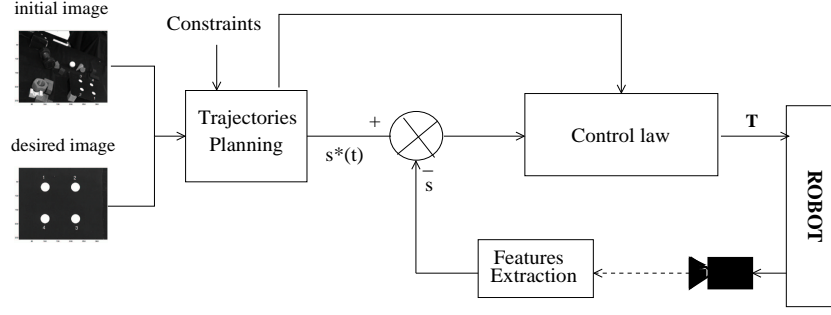 initial image
Constraints
desired image
1 2
4 3
Trajectories
Planning
+
s*(t)
−
s
Control law
T
ROBOT
Features
Extraction